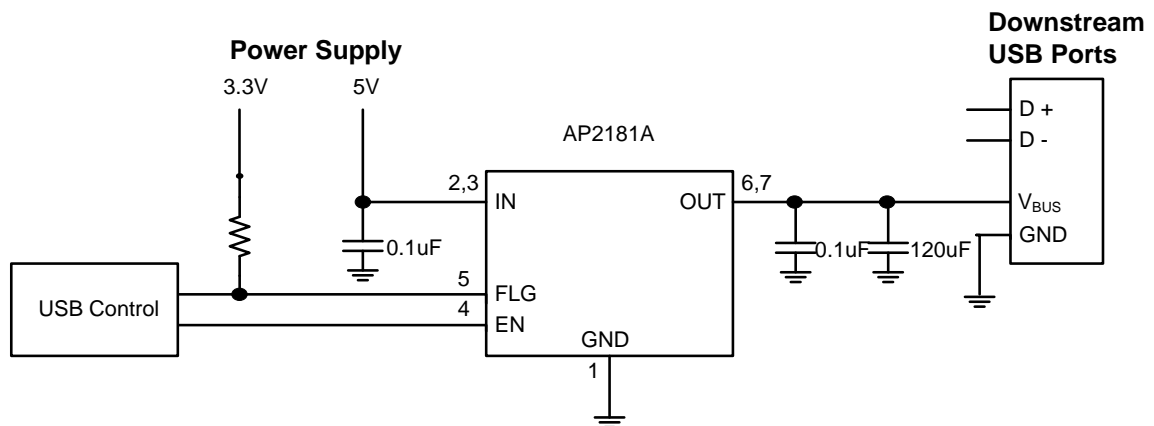 Downstream
USB Ports
Power Supply
3.3V
5V
D +
D -
AP2181A
2,3
6,7
IN
OUT
V_BUS
GND
0.1uF
0.1uF
120uF
5
FLG
USB Control
4
EN
GND
1